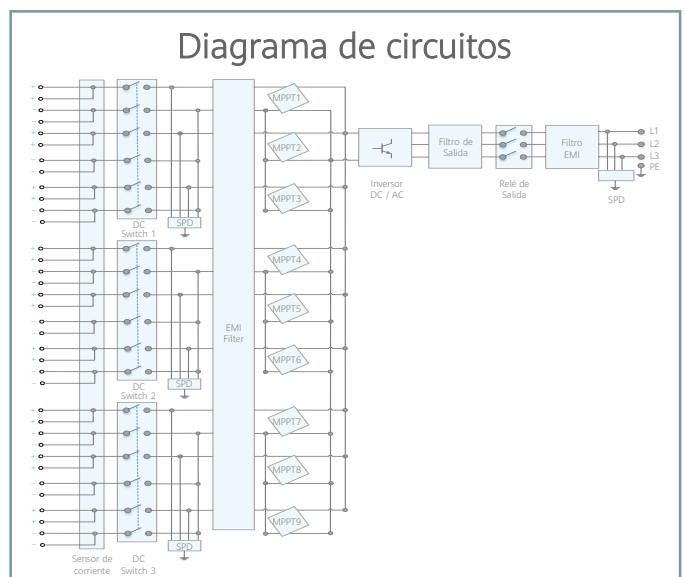 Diagrama de circuitos
MPPT1
MPPT2
MPPT3
DC
Switch 1
SPD
Inversor
DC / AC
Filtro de
Salida
Relé de
Salida
Filtro
EMI
L1
L2
L3
PE
SPD
MPPT4
MPPT5
MPPT6
EMI
Filter
DC
Switch 2
SPD
MPPT7
MPPT8
MPPT9
SPD
Sensor de
corriente
DC
Switch 3